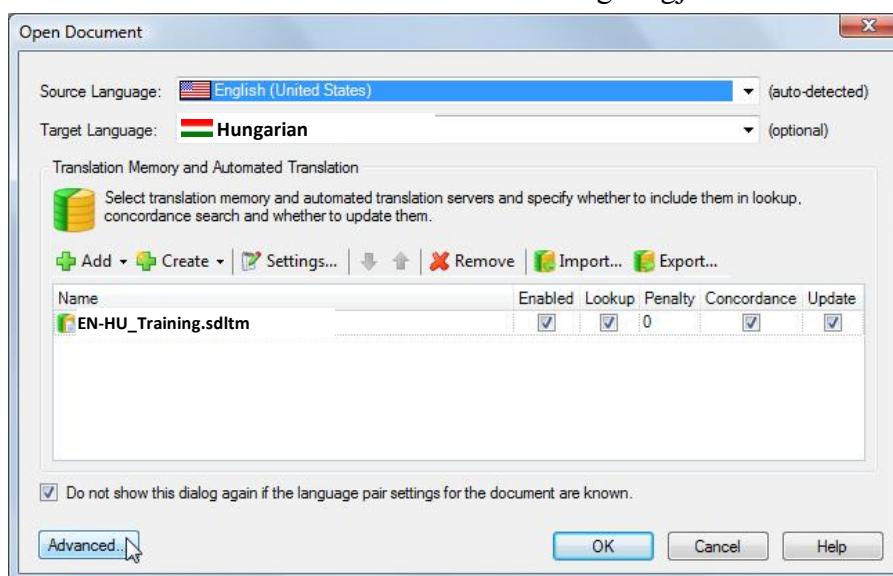 Open Document
Source Language: English (United States) (auto-detected)
Target Language: Hungarian (optional)
Translation Memory and Automated Translation
Select translation memory and automated translation servers and specify whether to include them in lookup,
concordance search and whether to update them.
Add Create Settings... Remove Import... Export...
Name Enabled Lookup Penalty Concordance Update
EN-HU_Training.sdltm 0
Do not show this dialog again if the language pair settings for the document are known.
Advanced... OK Cancel Help